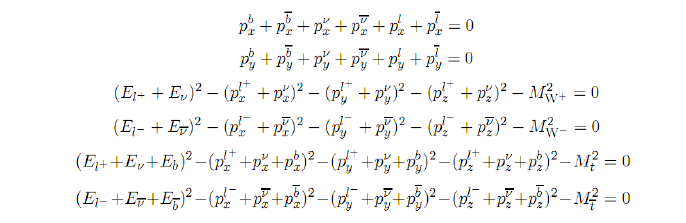 $p_x^b + p_x^{\overline{b}} + p_x^{\nu} + p_x^{\overline{\nu}} + p_x^{l} + p_x^{\overline{l}} = 0$
$p_y^b + p_y^{\overline{b}} + p_y^{\nu} + p_y^{\overline{\nu}} + p_y^{l} + p_y^{\overline{l}} = 0$
$(E_{l^+} + E_{\nu})^2 - (p_x^{l^+} + p_x^{\nu})^2 - (p_y^{l^+} + p_y^{\nu})^2 - (p_z^{l^+} + p_z^{\nu})^2 - M_{\mathrm{W}^+}^2 = 0$
$(E_{l^-} + E_{\overline{\nu}})^2 - (p_x^{l^-} + p_x^{\overline{\nu}})^2 - (p_y^{l^-} + p_y^{\overline{\nu}})^2 - (p_z^{l^-} + p_z^{\overline{\nu}})^2 - M_{\mathrm{W}^-}^2 = 0$
$(E_{l^+} + E_{\nu} + E_b)^2 - (p_x^{l^+} + p_x^{\nu} + p_x^b)^2 - (p_y^{l^+} + p_y^{\nu} + p_y^b)^2 - (p_z^{l^+} + p_z^{\nu} + p_z^b)^2 - M_t^2 = 0$
$(E_{l^-} + E_{\overline{\nu}} + E_{\overline{b}})^2 - (p_x^{l^-} + p_x^{\overline{\nu}} + p_x^{\overline{b}})^2 - (p_y^{l^-} + p_y^{\overline{\nu}} + p_y^{\overline{b}})^2 - (p_z^{l^-} + p_z^{\overline{\nu}} + p_z^{\overline{b}})^2 - M_t^2 = 0$